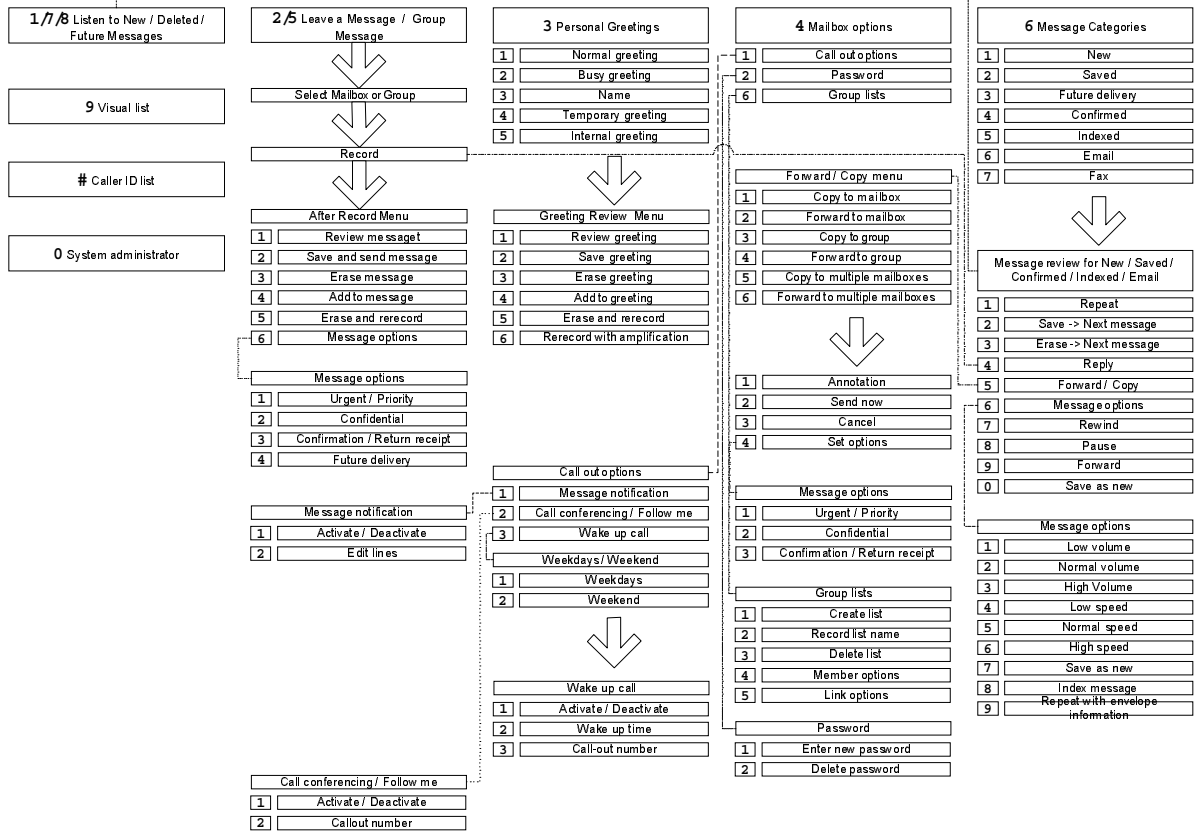 1/7/8 Listen to New / Deleted /
Future Messages
9 Visual list
# Caller ID list
0 System administrator
2/5 Leave a Message / Group
Message
Select Mailbox or Group
Record
After Record Menu
1 Review messaget
2 Save and send message
3 Erase message
4 Add to message
5 Erase and rerecord
6 Message options
Message options
1 Urgent / Priority
2 Confidential
3 Confirmation / Return receipt
4 Future delivery
Message notification
1 Activate / Deactivate
2 Edit lines
Call conferencing / Follow me
1 Activate / Deactivate
2 Callout number
3 Personal Greetings
1 Normal greeting
2 Busy greeting
3 Name
4 Temporary greeting
5 Internal greeting
Greeting Review Menu
1 Review greeting
2 Save greeting
3 Erase greeting
4 Add to greeting
5 Erase and rerecord
6 Rerecord with amplification
Call out options
1 Message notification
2 Call conferencing / Follow me
3 Wake up call
Weekdays / Weekend
1 Weekdays
2 Weekend
Wake up call
1 Activate / Deactivate
2 Wake up time
3 Call-out number
4 Mailbox options
1 Call out options
2 Password
6 Group lists
Forward / Copy menu
1 Copy to mailbox
2 Forward to mailbox
3 Copy to group
4 Forward to group
5 Copy to multiple mailboxes
6 Forward to multiple mailboxes
1 Annotation
2 Send now
3 Cancel
4 Set options
Message options
1 Urgent / Priority
2 Confidential
3 Confirmation / Return receipt
Group lists
1 Create list
2 Record list name
3 Delete list
4 Member options
5 Link options
Password
1 Enter new password
2 Delete password
6 Message Categories
1 New
2 Saved
3 Future delivery
4 Confirmed
5 Indexed
6 Email
7 Fax
Message review for New / Saved /
Confirmed / Indexed / Email
1 Repeat
2 Save -> Next message
3 Erase -> Next message
4 Reply
5 Forward / Copy
6 Message options
7 Rewind
8 Pause
9 Forward
0 Save as new
Message options
1 Low volume
2 Normal volume
3 High Volume
4 Low speed
5 Normal speed
6 High speed
7 Save as new
8 Index message
9 Repeat with envelope
information